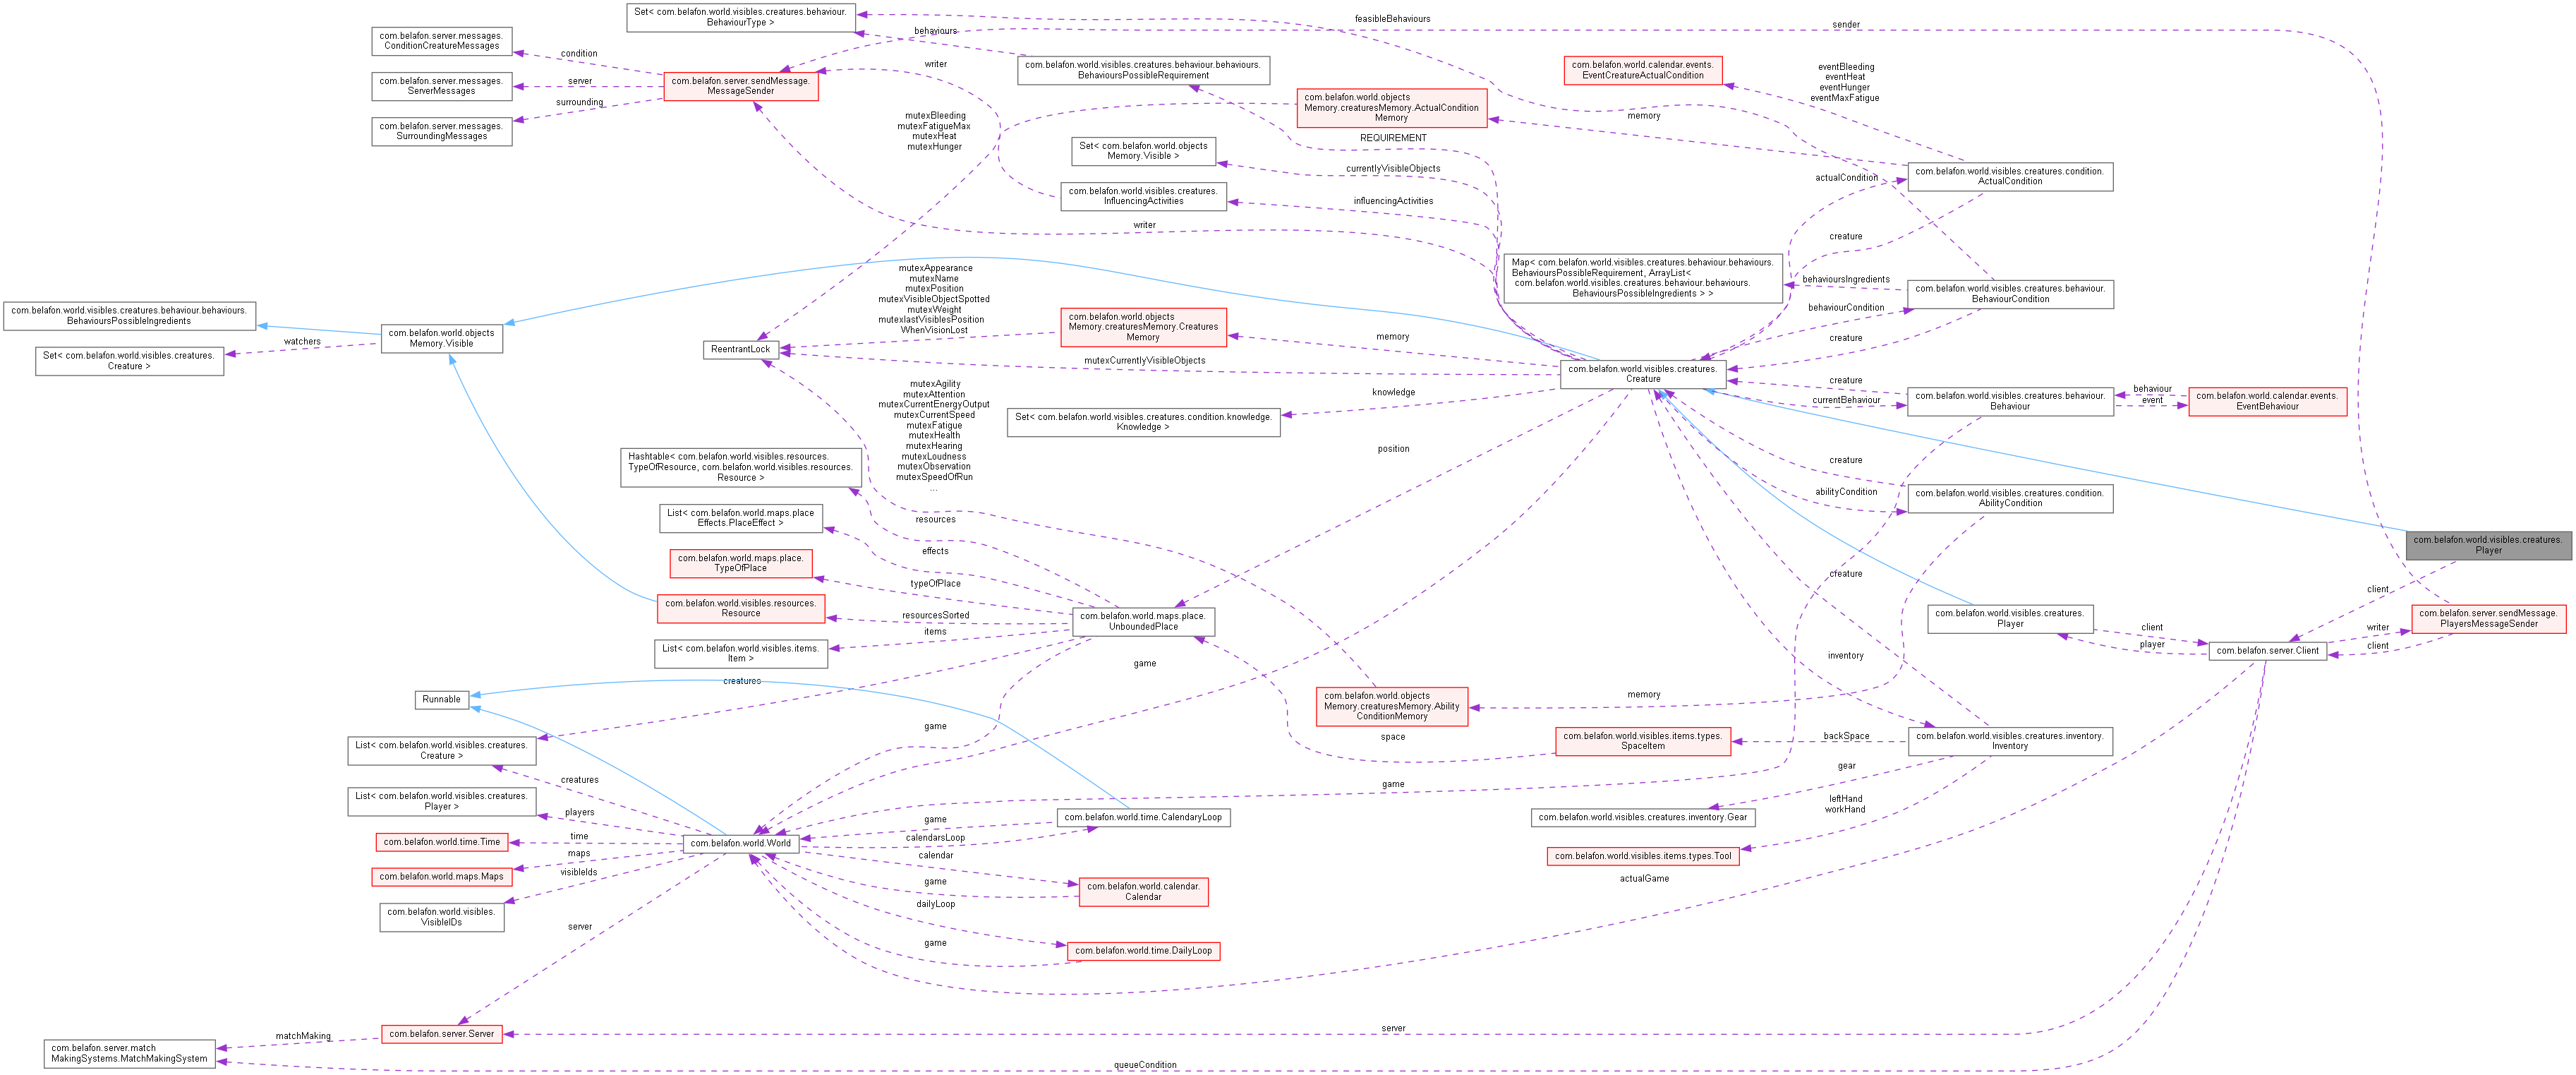 Set< com.belafon.world.visibles.creatures.behaviour.
BehaviourType >
feasibleBehaviours
sender
com.belafon.server.messages.
ConditionCreatureMessages
condition
behaviours
com.belafon.server.messages.
ServerMessages
server
com.belafon.server.sendMessage.
MessageSender
writer
com.belafon.world.visibles.creatures.behaviour.behaviours.
BehavioursPossibleRequirement
com.belafon.world.calendar.events.
EventCreatureActualCondition
eventBleeding
eventHeat
eventHunger
eventMaxFatigue
surrounding
com.belafon.server.messages.
SurroundingMessages
com.belafon.world.objects
Memory.creaturesMemory.ActualCondition
Memory
memory
mutexBleeding
mutexFatigueMax
mutexHeat
mutexHunger
REQUIREMENT
Set< com.belafon.world.objects
Memory.Visible >
currentlyVisibleObjects
actualCondition
com.belafon.world.visibles.creatures.condition.
ActualCondition
com.belafon.world.visibles.creatures.
InfluencingActivities
influencingActivities
writer
creature
Map< com.belafon.world.visibles.creatures.behaviour.behaviours.
BehavioursPossibleRequirement, ArrayList<
com.belafon.world.visibles.creatures.behaviour.behaviours.
BehavioursPossibleIngredients > >
behavioursIngredients
com.belafon.world.visibles.creatures.behaviour.
BehaviourCondition
mutexAppearance
mutexName
mutexPosition
mutexVisibleObjectSpotted
mutexWeight
mutexlastVisiblesPosition
WhenVisionLost
com.belafon.world.visibles.creatures.behaviour.behaviours.
BehavioursPossibleIngredients
com.belafon.world.objects
Memory.Visible
watchers
Set< com.belafon.world.visibles.creatures.
Creature >
com.belafon.world.objects
Memory.creaturesMemory.Creatures
Memory
memory
behaviourCondition
creature
ReentrantLock
mutexCurrentlyVisibleObjects
com.belafon.world.visibles.creatures.
Creature
creature
currentBehaviour
com.belafon.world.visibles.creatures.behaviour.
Behaviour
behaviour
event
com.belafon.world.calendar.events.
EventBehaviour
mutexAgility
mutexAttention
mutexCurrentEnergyOutput
mutexCurrentSpeed
mutexFatigue
mutexHealth
mutexHearing
mutexLoudness
mutexObservation
mutexSpeedOfRun
...
knowledge
Set< com.belafon.world.visibles.creatures.condition.knowledge.
Knowledge >
position
Hashtable< com.belafon.world.visibles.resources.
TypeOfResource, com.belafon.world.visibles.resources.
Resource >
creature
abilityCondition
com.belafon.world.visibles.creatures.condition.
AbilityCondition
List< com.belafon.world.maps.place
Effects.PlaceEffect >
resources
effects
com.belafon.world.visibles.creatures.
Player
com.belafon.world.maps.place.
TypeOfPlace
typeOfPlace
creature
client
com.belafon.world.visibles.resources.
Resource
resourcesSorted
com.belafon.world.maps.place.
UnboundedPlace
com.belafon.world.visibles.creatures.
Player
client
player
com.belafon.server.Client
writer
client
com.belafon.server.sendMessage.
PlayersMessageSender
items
List< com.belafon.world.visibles.items.
Item >
game
inventory
creatures
Runnable
com.belafon.world.objects
Memory.creaturesMemory.Ability
ConditionMemory
memory
game
space
com.belafon.world.visibles.items.types.
SpaceItem
backSpace
com.belafon.world.visibles.creatures.inventory.
Inventory
List< com.belafon.world.visibles.creatures.
Creature >
creatures
game
gear
List< com.belafon.world.visibles.creatures.
Player >
players
com.belafon.world.time.CalendaryLoop
game
calendarsLoop
leftHand
workHand
com.belafon.world.visibles.creatures.inventory.Gear
com.belafon.world.time.Time
time
com.belafon.world.World
maps
calendar
com.belafon.world.visibles.items.types.Tool
com.belafon.world.maps.Maps
visibleIds
game
com.belafon.world.calendar.
Calendar
actualGame
com.belafon.world.visibles.
VisibleIDs
dailyLoop
server
game
com.belafon.world.time.DailyLoop
com.belafon.server.Server
server
matchMaking
com.belafon.server.match
MakingSystems.MatchMakingSystem
queueCondition